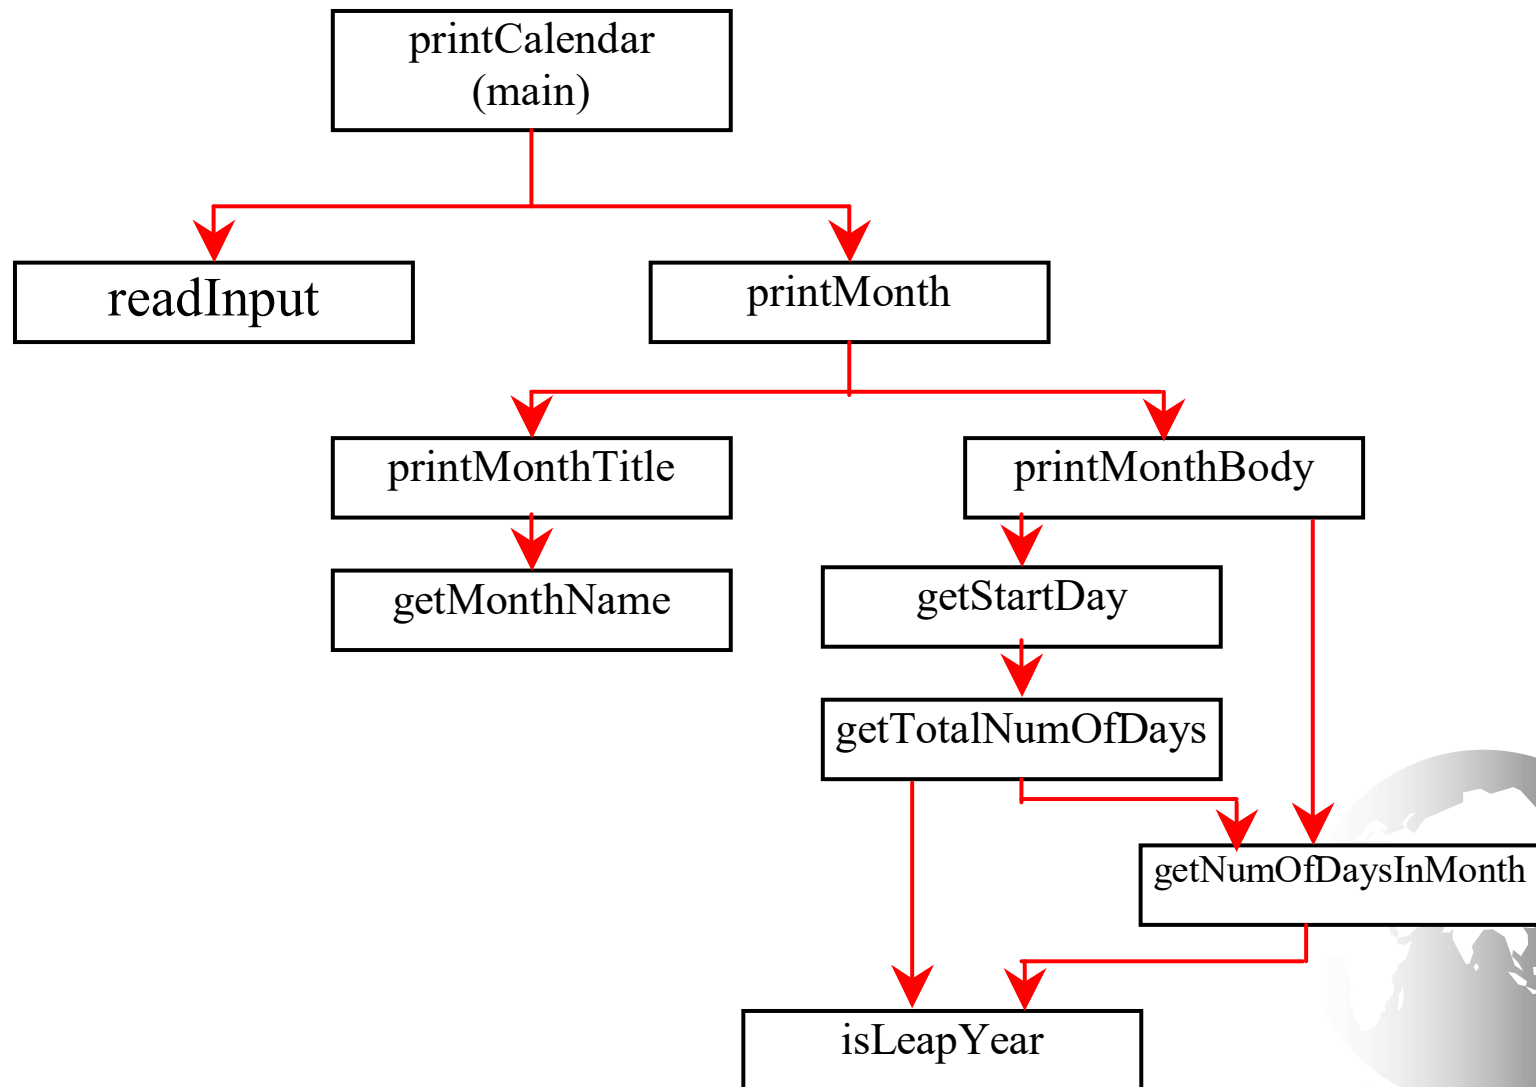 printCalendar
(main)
readInput
printMonth
printMonthTitle
printMonthBody
getMonthName
getStartDay
getTotalNumOfDays
getNumOfDaysInMonth
isLeapYear